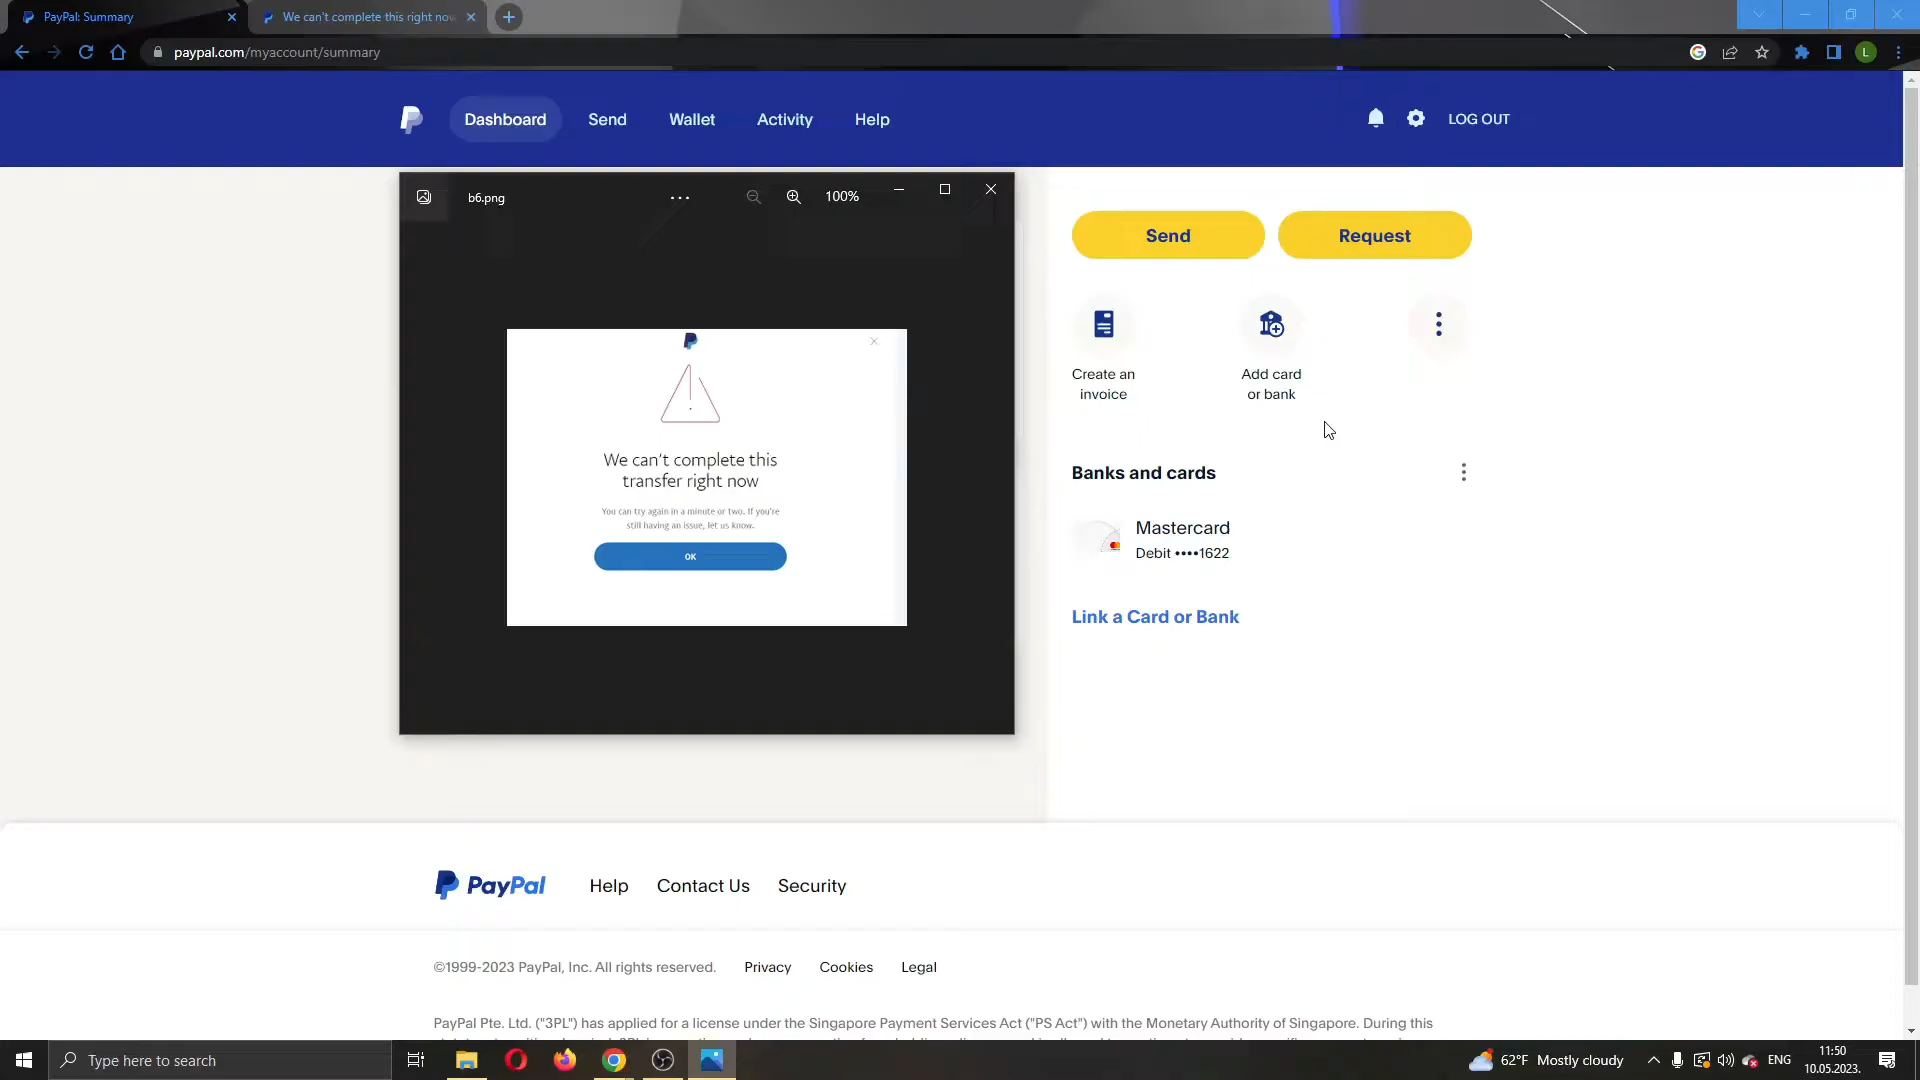 PayPal: Summary
We can't complete this right now
paypal.com/myaccount/summary
L
Dashboard
Send
Wallet
Activity
Help
LOG OUT
b6.png
100%
We can't complete this
transfer right now
You can try again in a minute or two. If you're
still having an issue, let us know.
OK
Send
Request
Create an
invoice
Add card
or bank
Banks and cards
Mastercard
Debit ••••1622
Link a Card or Bank
PayPal
Help
Contact Us
Security
©1999-2023 PayPal, Inc. All rights reserved.
Privacy
Cookies
Legal
PayPal Pte. Ltd. ("3PL") has applied for a license under the Singapore Payment Services Act ("PS Act") with the Monetary Authority of Singapore. During this
Type here to search
62°F Mostly cloudy
ENG
11:50
10.05.2023.